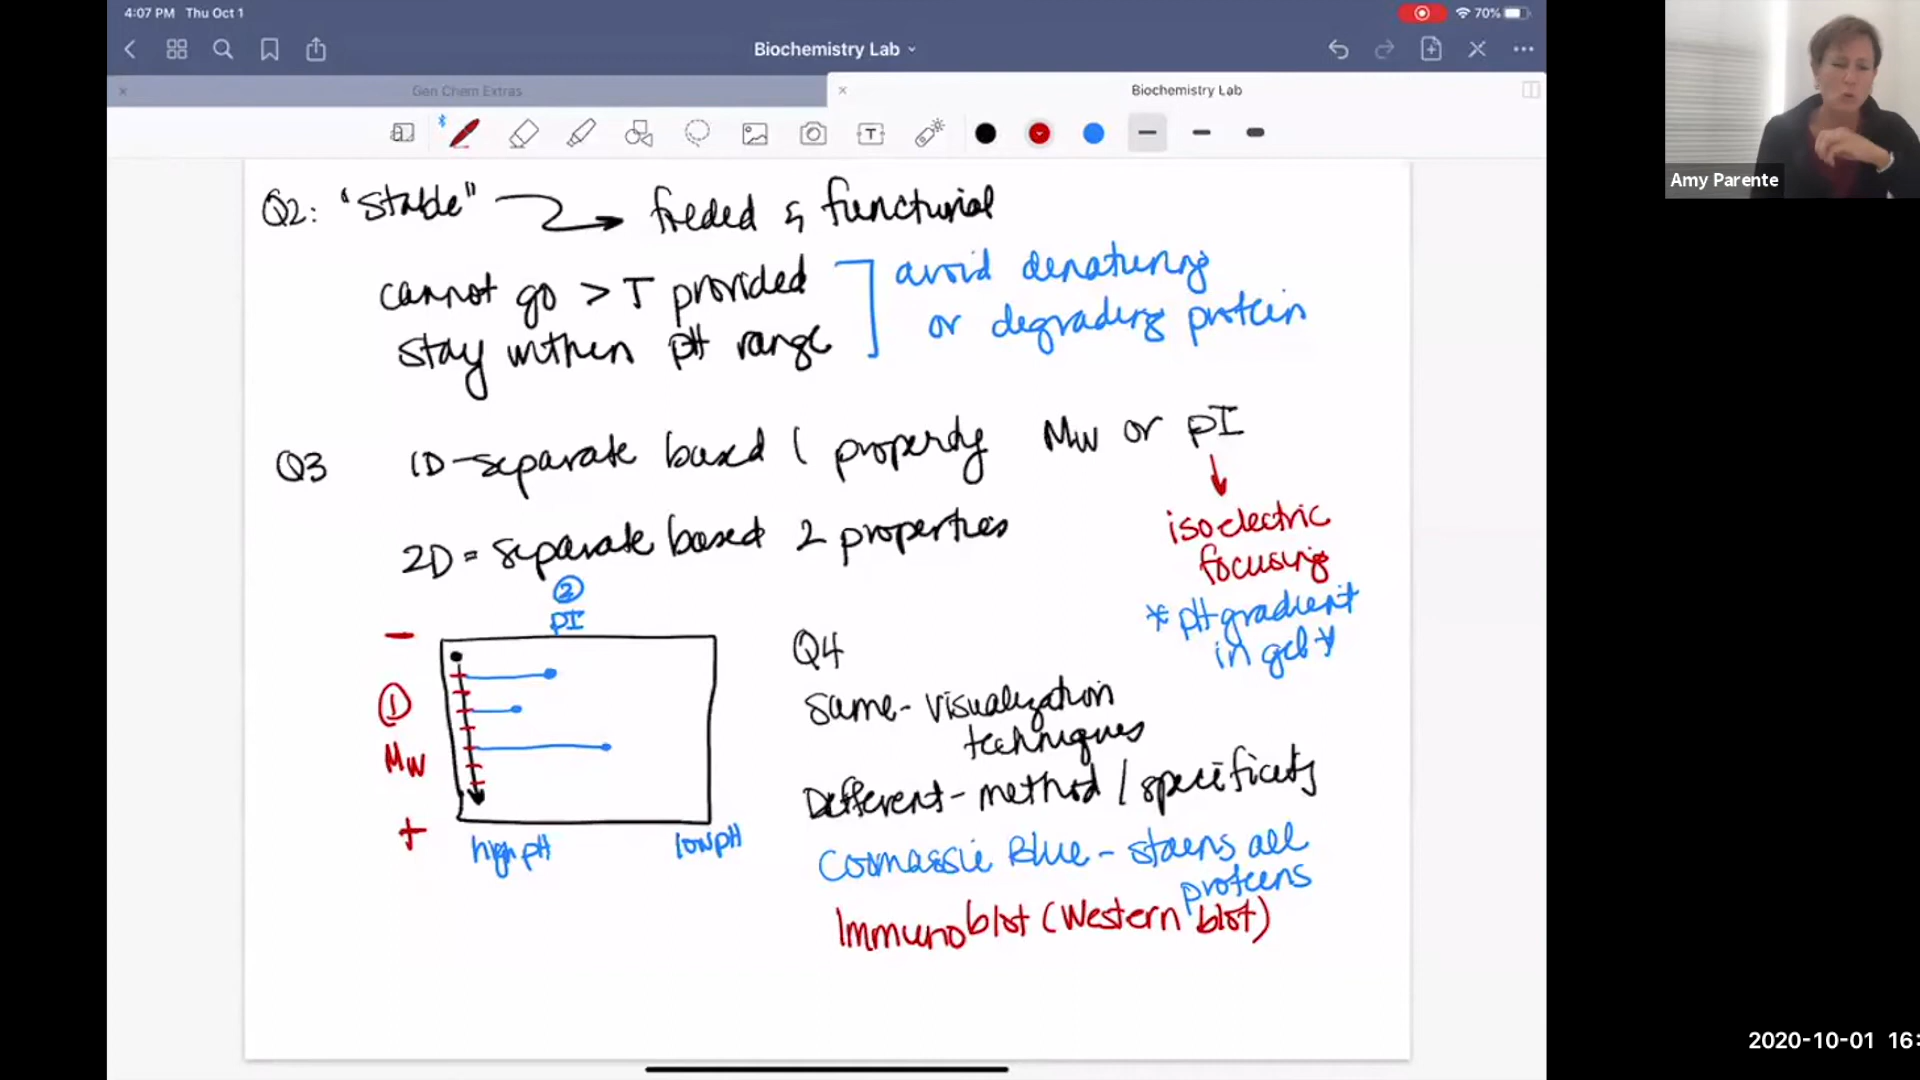 4:07 PM Thu Oct 1
70%
Biochemistry Lab
Gen Chem Extras
Biochemistry Lab
Amy Parente
Q2: "stable" → folded & functional
cannot go > T provided
stay within pH range
avoid denaturing
or degrading protein
Q3 1D-separate based 1 property MW or pI
isoelectric
focusing
* pH gradient
in gel *
2D = separate based 2 properties
2
pI
-
1
MW
+
high pH low pH
Q4
Same - visualization
techniques
Different - method / specificity
Coomassie Blue - stains all
proteins
Immunoblot (Western blot)
2020-10-01 16: